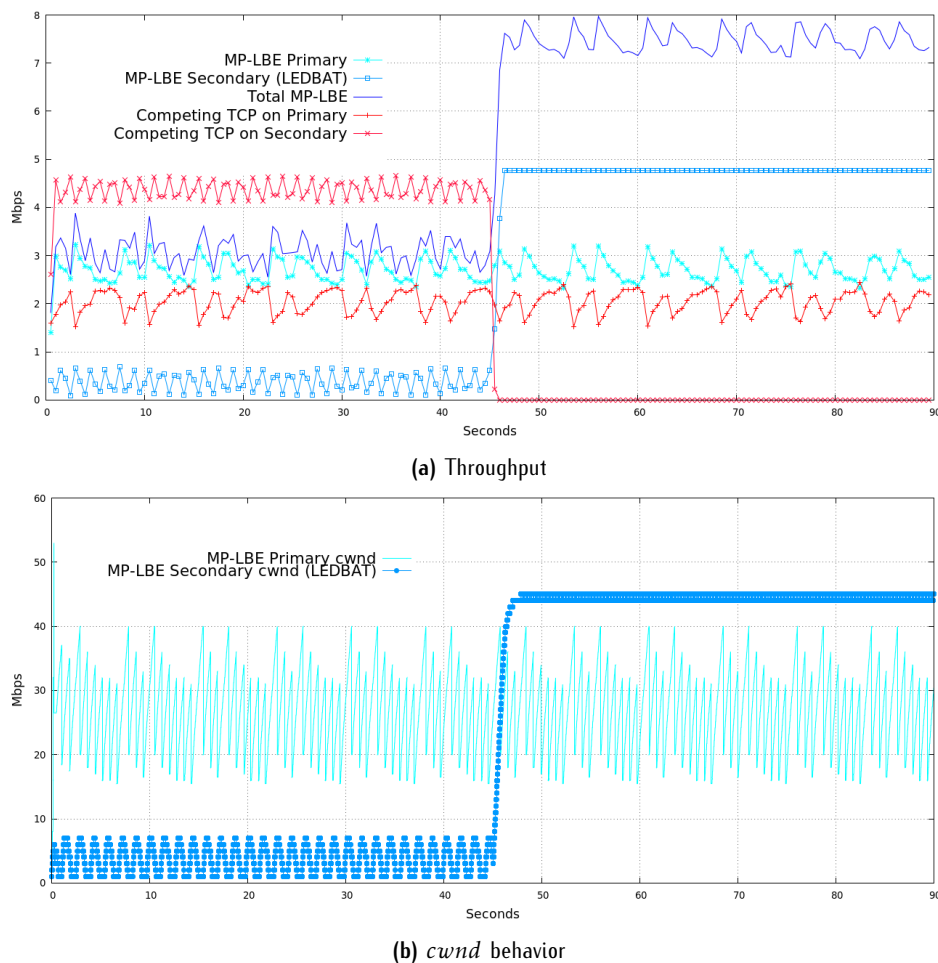 8
7
6
5
4
3
2
1
0
Mbps
MP-LBE Primary
MP-LBE Secondary (LEDBAT)
Total MP-LBE
Competing TCP on Primary
Competing TCP on Secondary
0 10 20 30 40 50 60 70 80 90
Seconds
(a) Throughput
60
50
40
30
20
10
0
Mbps
MP-LBE Primary cwnd
MP-LBE Secondary cwnd (LEDBAT)
0 10 20 30 40 50 60 70 80 90
Seconds
(b) cwnd behavior